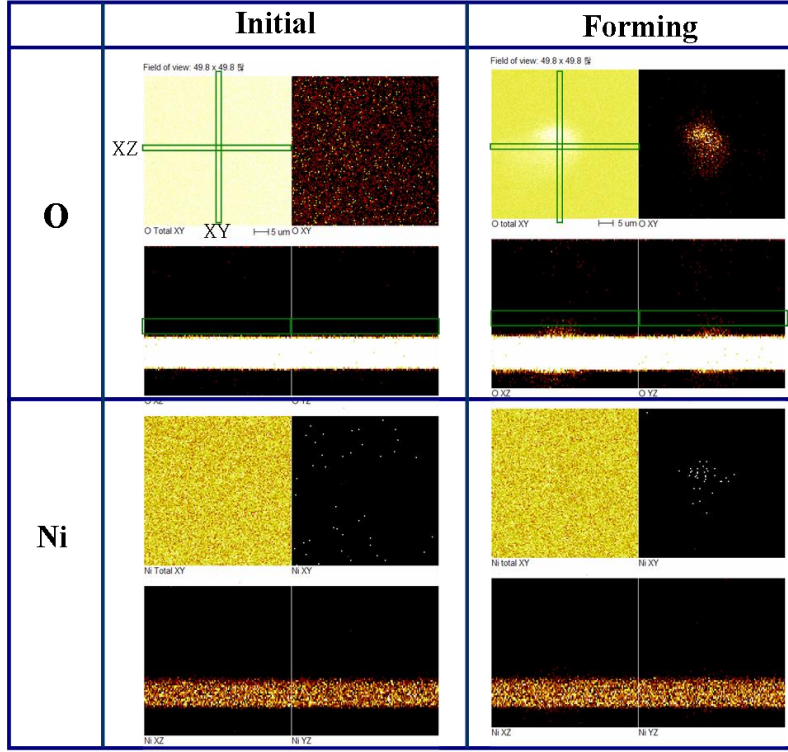 Initial
Forming
O
Field of view: 49.8 x 49.8 뫊
XZ
O Total XY
XY
5 um
O XY
O XZ
O YZ
Field of view: 49.8 x 49.8
O total XY
5 um
O XY
O XZ
O YZ
Ni
Ni Total XY
Ni XY
Ni XZ
Ni YZ
Ni total XY
Ni XY
Ni XZ
Ni YZ